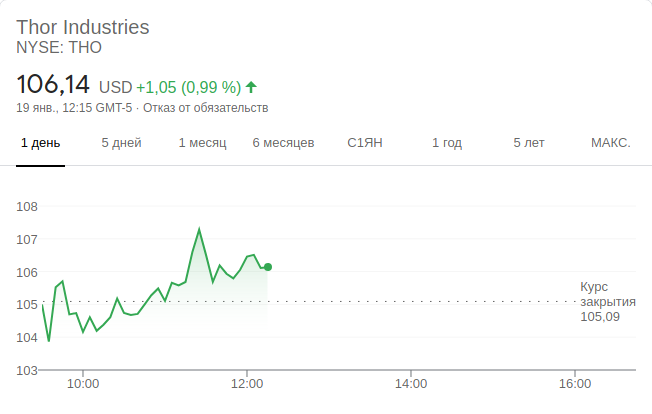 Thor Industries
NYSE: THO
106,14 USD +1,05 (0,99 %)
19 янв., 12:15 GMT-5 · Отказ от обязательств
1 день 5 дней 1 месяц 6 месяцев С1ЯН 1 год 5 лет МАКС.
108
107
106
105
104
103
Курс
закрытия
105,09
10:00 12:00 14:00 16:00